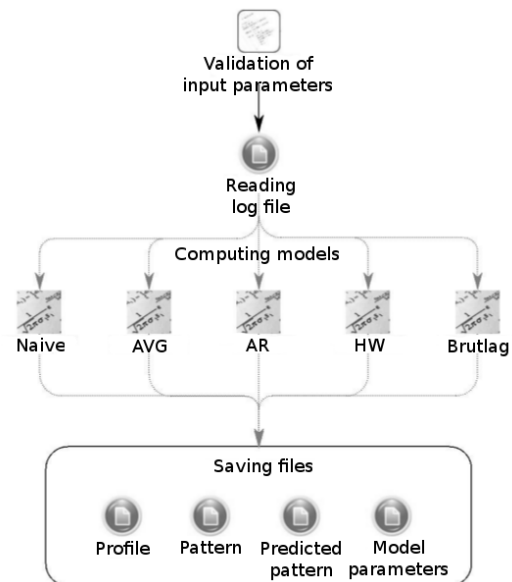 Validation of
input parameters
Reading
log file
Computing models
Naive AVG AR HW Brutlag
Saving files
Profile Pattern Predicted pattern Model parameters